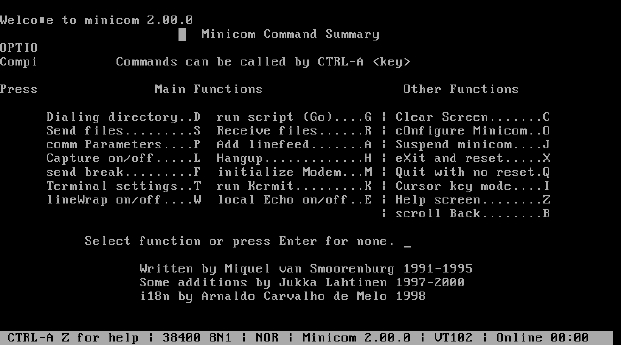 Welcome to minicom 2.00.0
Minicom Command Summary
OPTIO
Compi Commands can be called by CTRL-A <key>
Press Main Functions Other Functions
Dialing directory..D run script (Go)....G | Clear Screen.......C
Send files.........S Receive files......R | cOnfigure Minicom..O
comm Parameters....P Add linefeed.......A | Suspend minicom....J
Capture on/off.....L Hangup.............H | eXit and reset.....X
send break.........F initialize Modem...M | Quit with no reset.Q
Terminal settings..T run Kermit.........K | Cursor key mode....I
lineWrap on/off....W local Echo on/off..E | Help screen........Z
| scroll Back........B
Select function or press Enter for none. _
Written by Miquel van Smoorenburg 1991-1995
Some additions by Jukka Lahtinen 1997-2000
i18n by Arnaldo Carvalho de Melo 1998
CTRL-A Z for help | 38400 8N1 | NOR | Minicom 2.00.0 | VT102 | Online 00:00